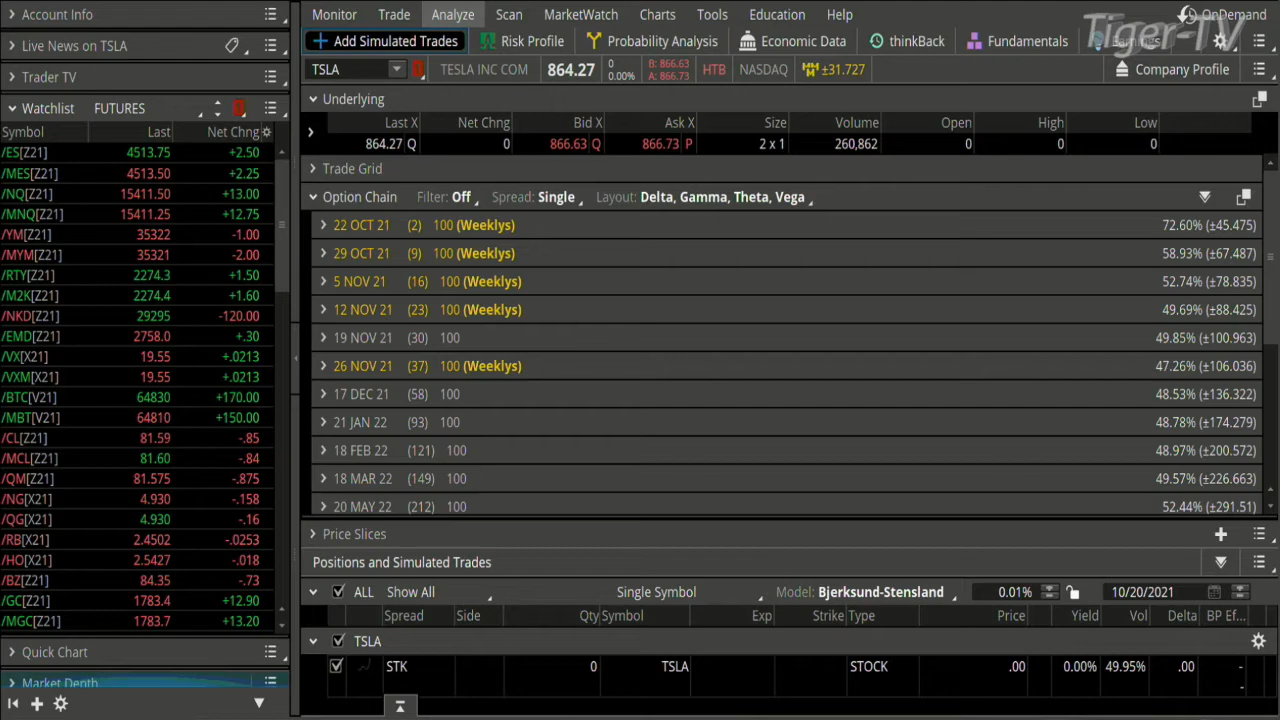 Account Info
Live News on TSLA
Trader TV
Watchlist FUTURES
Symbol Last Net Chng
/ES[Z21] 4513.75 +2.50
/MES[Z21] 4513.50 +2.25
/NQ[Z21] 15411.50 +13.00
/MNQ[Z21] 15411.25 +12.75
/YM[Z21] 35322 -1.00
/MYM[Z21] 35321 -2.00
/RTY[Z21] 2274.3 +1.50
/M2K[Z21] 2274.4 +1.60
/NKD[Z21] 29295 -120.00
/EMD[Z21] 2758.0 +.30
/VX[X21] 19.55 +.0213
/VXM[X21] 19.55 +.0213
/BTC[V21] 64830 +170.00
/MBT[V21] 64810 +150.00
/CL[Z21] 81.59 -.85
/MCL[Z21] 81.60 -.84
/QM[Z21] 81.575 -.875
/NG[X21] 4.930 -.158
/QG[X21] 4.930 -.16
/RB[X21] 2.4502 -.0253
/HO[X21] 2.5427 -.018
/BZ[Z21] 84.35 -.73
/GC[Z21] 1783.4 +12.90
/MGC[Z21] 1783.7 +13.20
Quick Chart
Market Depth
Monitor Trade Analyze Scan MarketWatch Charts Tools Education Help OnDemand
Tiger-TV
Add Simulated Trades Risk Profile Probability Analysis Economic Data thinkBack Fundamentals Earnings
TSLA TESLA INC COM 864.27 0 0.00% B: 866.63 A: 866.73 HTB NASDAQ ±31.727 Company Profile
Underlying
Last X Net Chng Bid X Ask X Size Volume Open High Low
864.27 Q 0 866.63 Q 866.73 P 2 x 1 260,862 0 0 0
Trade Grid
Option Chain Filter: Off Spread: Single Layout: Delta, Gamma, Theta, Vega
22 OCT 21 (2) 100 (Weeklys) 72.60% (±45.475)
29 OCT 21 (9) 100 (Weeklys) 58.93% (±67.487)
5 NOV 21 (16) 100 (Weeklys) 52.74% (±78.835)
12 NOV 21 (23) 100 (Weeklys) 49.69% (±88.425)
19 NOV 21 (30) 100 49.85% (±100.963)
26 NOV 21 (37) 100 (Weeklys) 47.26% (±106.036)
17 DEC 21 (58) 100 48.53% (±136.322)
21 JAN 22 (93) 100 48.78% (±174.279)
18 FEB 22 (121) 100 48.97% (±200.572)
18 MAR 22 (149) 100 49.57% (±226.663)
20 MAY 22 (212) 100 52.44% (±291.51)
Price Slices
Positions and Simulated Trades
ALL Show All Single Symbol Model: Bjerksund-Stensland 0.01% 10/20/2021
Spread Side Qty Symbol Exp Strike Type Price Yield Vol Delta BP Ef...
TSLA
STK 0 TSLA STOCK .00 0.00% 49.95% .00 -
-